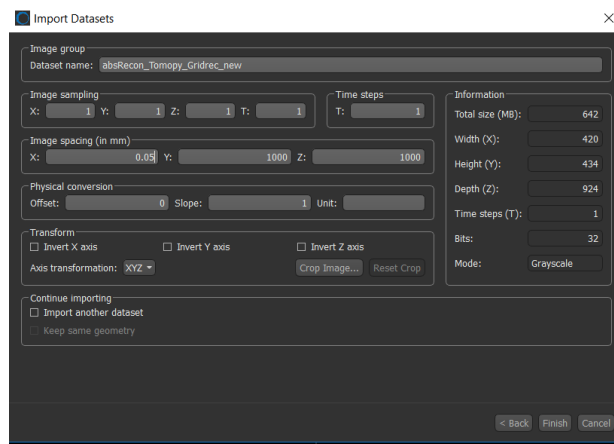 Import Datasets
Image group
Dataset name: absRecon_Tomopy_Gridrec_new
Image sampling
X: 1 Y: 1 Z: 1 T: 1
Time steps
T: 1
Image spacing (in mm)
X: 0.05 Y: 1000 Z: 1000
Physical conversion
Offset: 0 Slope: 1 Unit:
Transform
Invert X axis Invert Y axis Invert Z axis
Axis transformation: XYZ Crop Image... Reset Crop
Continue importing
Import another dataset
Keep same geometry
Information
Total size (MB): 642
Width (X): 420
Height (Y): 434
Depth (Z): 924
Time steps (T): 1
Bits: 32
Mode: Grayscale
< Back Finish Cancel